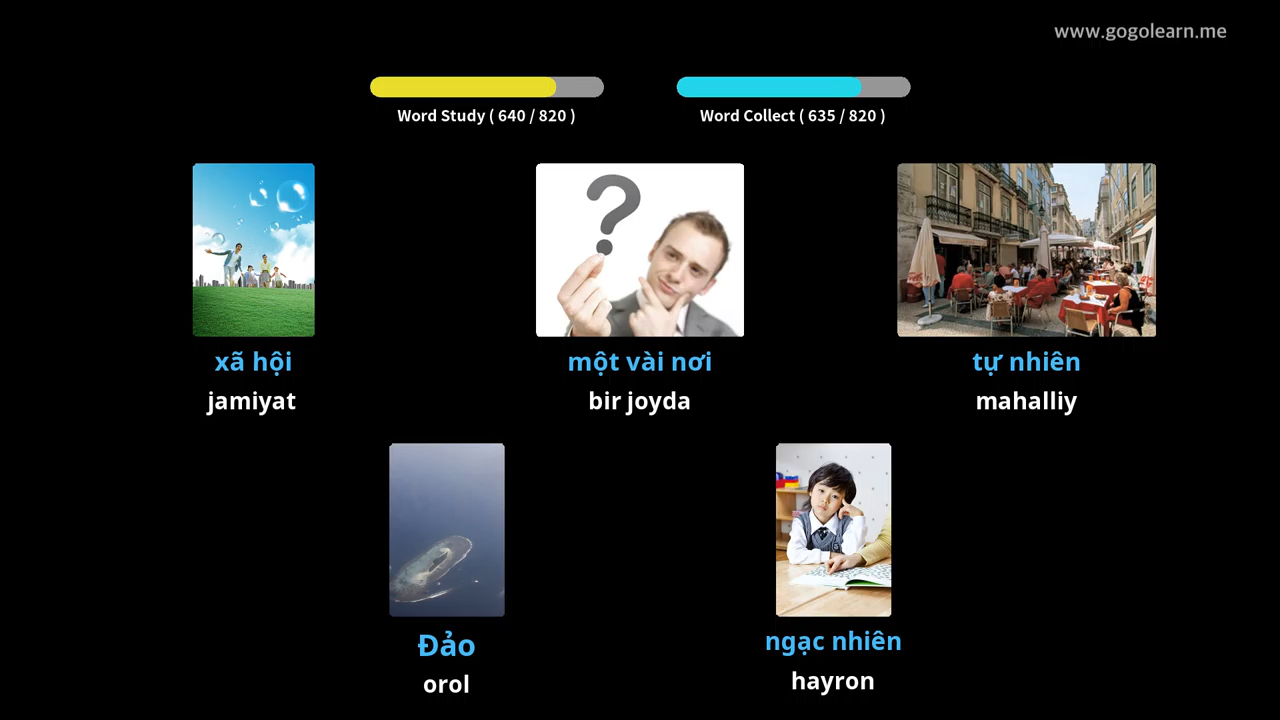 www.gogolearn.me
Word Study ( 640 / 820 )
Word Collect ( 635 / 820 )
xã hội
jamiyat
một vài nơi
bir joyda
tự nhiên
mahalliy
Đảo
orol
ngạc nhiên
hayron